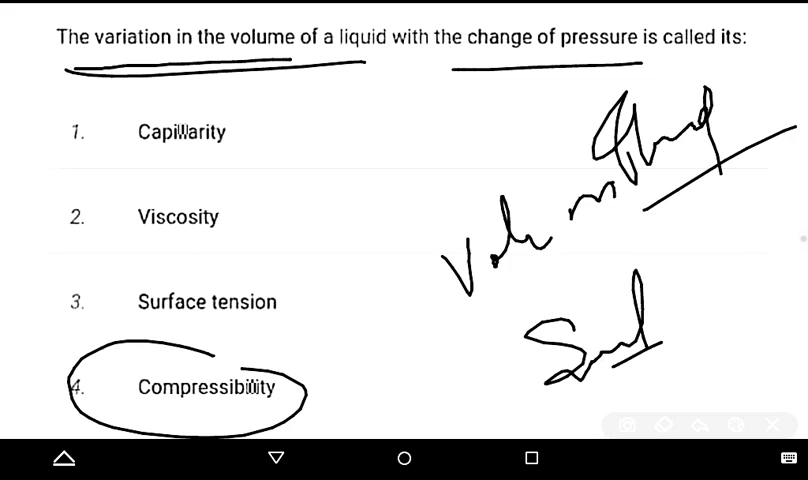 The variation in the volume of a liquid with the change of pressure is called its:
1. Capillarity
2. Viscosity
3. Surface tension
4. Compressibility